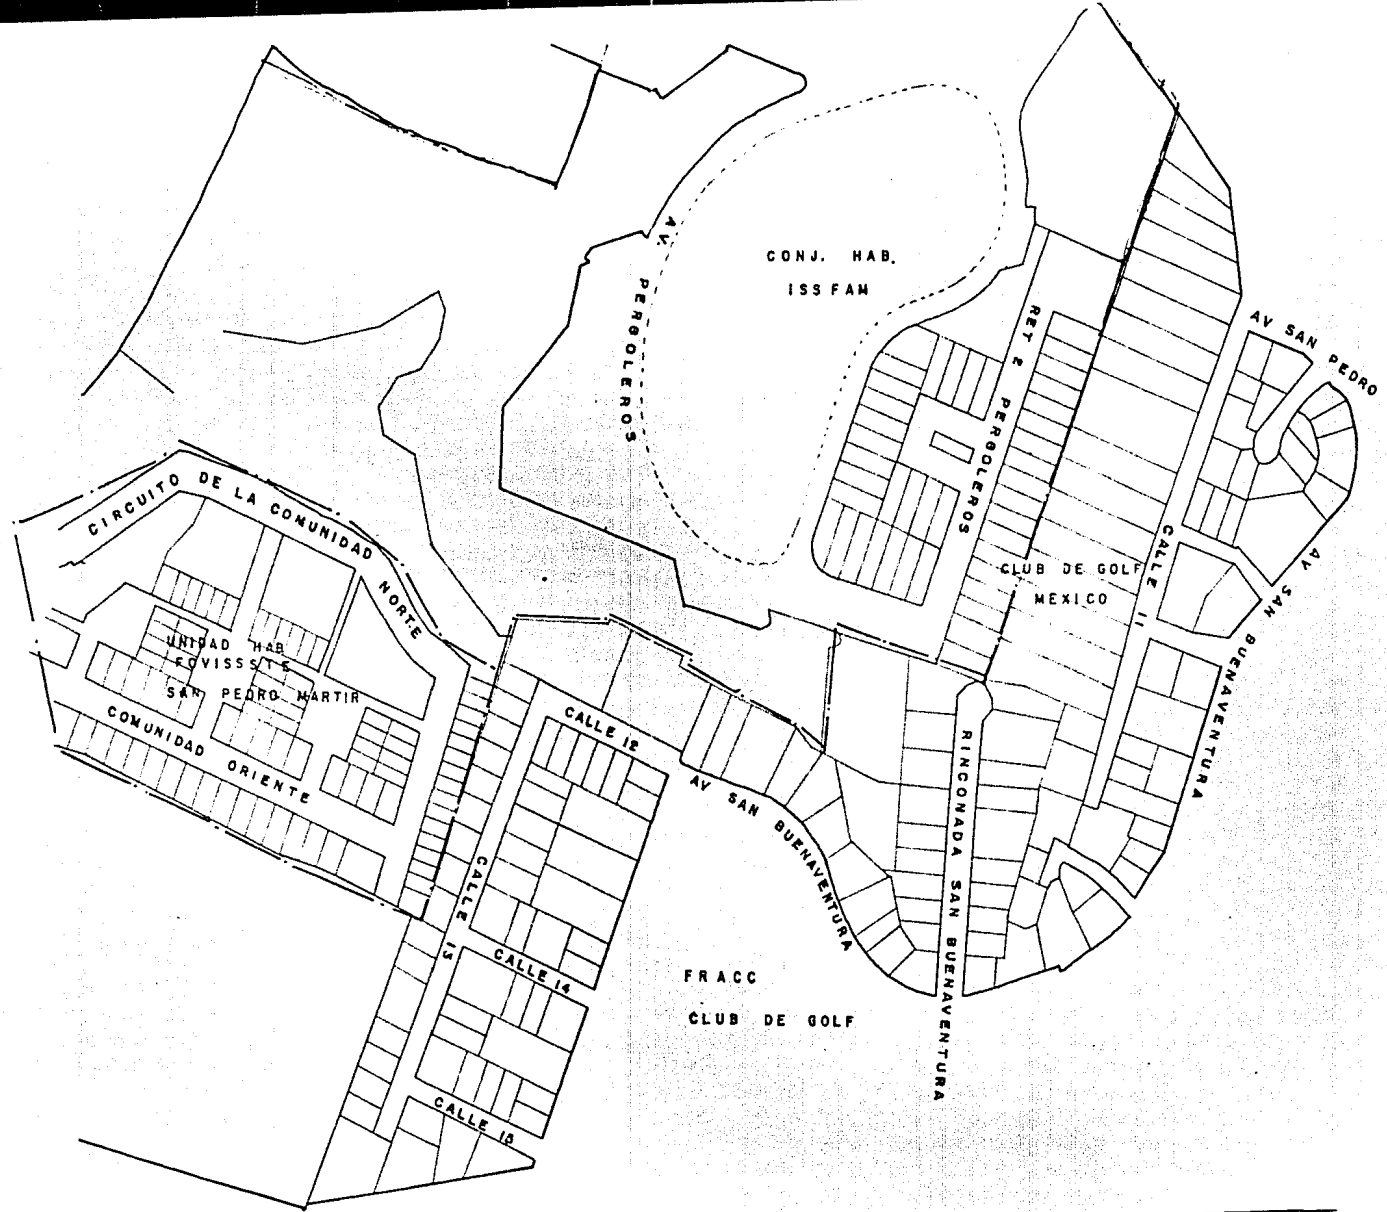 CONJ. HAB.
ISSFAM
AV. PERGOLEROS
RET 2 PERGOLEROS
AV SAN PEDRO
CIRCUITO DE LA COMUNIDAD NORTE
CALLE 11
CLUB DE GOLF
MEXICO
AV SAN BUENAVENTURA
UNIDAD HAB
FOVISSSTE
SAN PEDRO MARTIR
COMUNIDAD ORIENTE
CALLE 12
AV SAN BUENAVENTURA
RINCONADA SAN BUENAVENTURA
CALLE 13
CALLE 14
FRACC
CLUB DE GOLF
CALLE 15